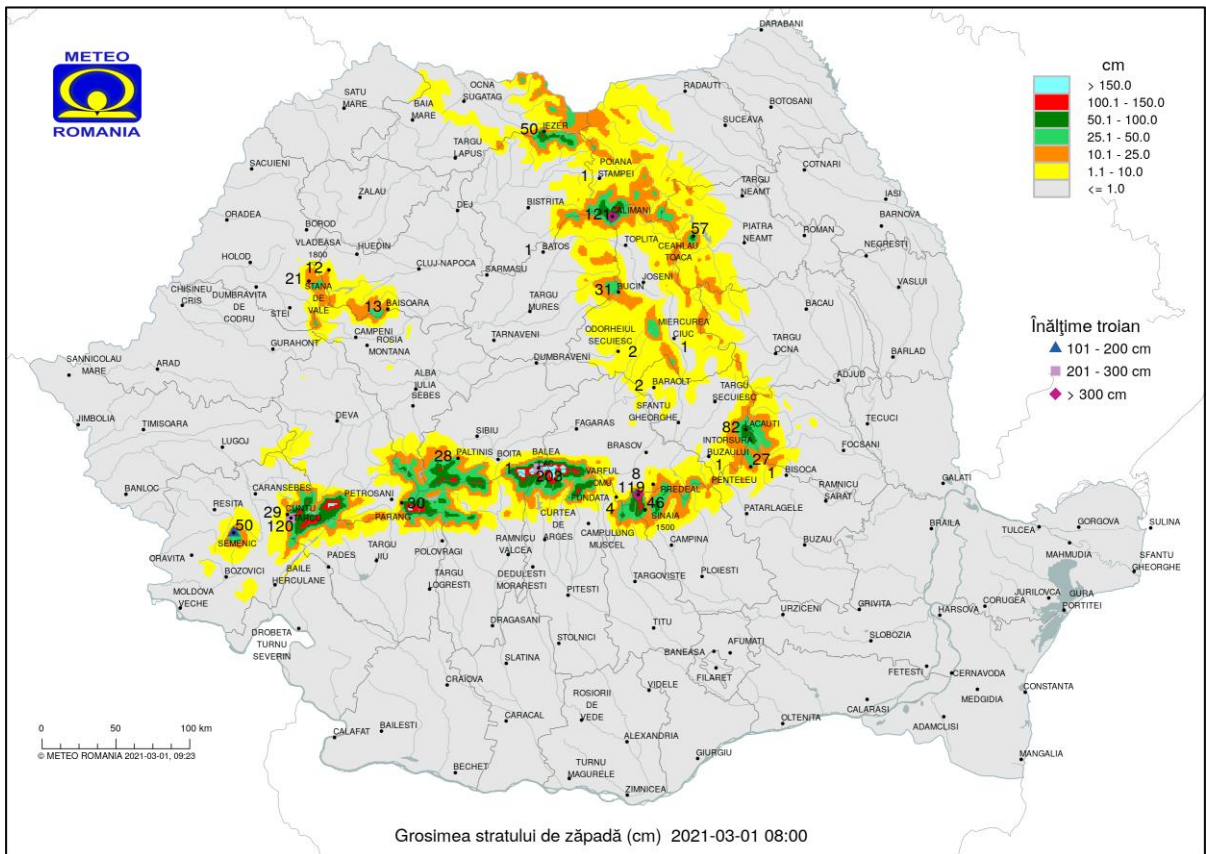 METEO
ROMANIA
cm
> 150.0
100.1 - 150.0
50.1 - 100.0
25.1 - 50.0
10.1 - 25.0
1.1 - 10.0
<= 1.0
Înălţime troian
101 - 200 cm
201 - 300 cm
> 300 cm
DARABANI
SATU
MARE
OCNA
SUGATAG
BAIA
MARE
RADAUTI
BOTOSANI
SUCEAVA
50
IEZER
TARGU
LAPUS
POIANA
STAMPEI
1
COTNARI
SACUIENI
ZALAU
TARGU
NEAMT
IASI
BARNOVA
DEJ
BISTRITA
121
CALIMANI
57
ORADEA
BOROD
VLADEASA
1800
HUEDIN
12
21
STANA
DE
VALE
1
BATOS
TOPLITA
CEAHLAU
TOACA
PIATRA
NEAMT
ROMAN
NEGRESTI
HOLOD
CLUJ-NAPOCA
SARMASU
JOSENI
31
BUCIN
VASLUI
CHISINEU
CRIS
DUMBRAVITA
DE
CODRU
STEI
13
BAISOARA
TARGU
MURES
BACAU
CAMPENI
ROSIA
MONTANA
GURAHONT
TARNAVENI
ODORHEIUL
SECUIESC
2
MIERCUREA
CIUC
1
TARGU
OCNA
BARLAD
SANNICOLAU
MARE
ARAD
DUMBRAVENI
ALBA
IULIA
SEBES
2
BARAOLT
TARGU
SECUIESC
ADJUD
SFANTU
GHEORGHE
JIMBOLIA
TIMISOARA
DEVA
FAGARAS
82
LACAUTI
TECUCI
LUGOJ
SIBIU
28
PALTINIS
BOITA
1
BALEA
LAC
208
BRASOV
INTORSURA
BUZAULUI
1
27
PENTELEU
1
BISOCA
FOCSANI
BANLOC
RESITA
CARANSEBES
PETROSANI
30
PARANG
VARFUL
OMU
8
119
FUNDATA
4
PREDEAL
46
SINAIA
1500
RAMNICU
SARAT
GALATI
29
CUNTU
120
TARCU
50
SEMENIC
PATARLAGELE
BRAILA
TULCEA
GORGOVA
SULINA
ORAVITA
BOZOVICI
BAILE
HERCULANE
PADES
TARGU
JIU
POLOVRAGI
RAMNICU
VALCEA
CURTEA
DE
ARGES
CAMPULUNG
MUSCEL
CAMPINA
BUZAU
MAHMUDIA
SFANTU
GHEORGHE
MOLDOVA
VECHE
TARGU
LOGRESTI
DEDULESTI
MORARESTI
PITESTI
TARGOVISTE
PLOIESTI
JURILOVCA
GURA
PORTITEI
CORUGEA
HARSOVA
GRIVITA
URZICENI
DROBETA
TURNU
SEVERIN
DRAGASANI
STOLNICI
TITU
BANEASA
AFUMATI
SLOBOZIA
SLATINA
FILARET
FETESTI
CERNAVODA
MEDGIDIA
CONSTANTA
CRAIOVA
ROSIORII
DE
VEDE
VIDELE
CALARASI
OLTENITA
ADAMCLISI
CARACAL
CALAFAT
BAILESTI
ALEXANDRIA
GIURGIU
MANGALIA
BECHET
TURNU
MAGURELE
ZIMNICEA
0 50 100 km
© METEO ROMANIA 2021-03-01, 09:23
Grosimea stratului de zăpadă (cm) 2021-03-01 08:00